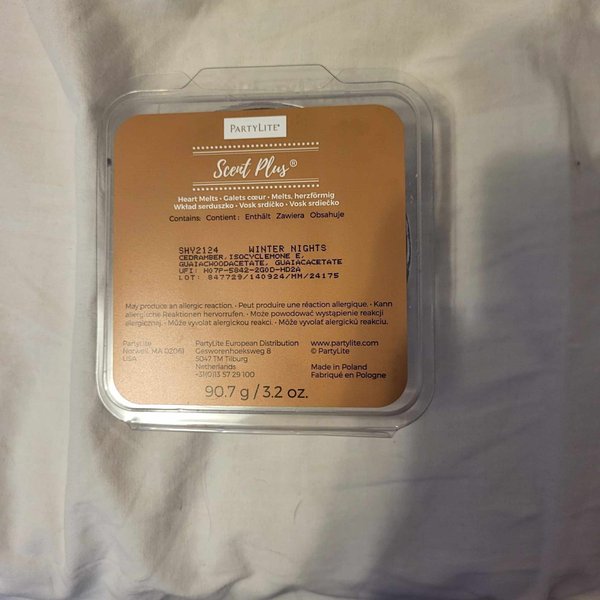 PARTYLITE®
Scent Plus®
Heart Melts • Galets cœur • Melts, herzförmig
Wkład serduszko • Vosk srdíčko • Vosk srdiečko
Contains: Contient : Enthält Zawiera Obsahuje
SHY2124 WINTER NIGHTS
CEDRAMBER, ISOCYCLEMONE E,
GUAIACWOODACETATE, GUAIACACETATE
UFI: H07P-5842-2G0D-HD2A
LOT: 847729/140924/MM/24175
May produce an allergic reaction. • Peut produire une réaction allergique. • Kann
allergische Reaktionen hervorrufen. • Może powodować wystąpienie reakcji
alergicznej. • Může vyvolat alergickou reakci. • Môže vyvolať alergickú reakciu.
PartyLite
Norwell, MA 02061
USA
PartyLite European Distribution
Gesworenhoekseweg 8
5047 TM Tilburg
Netherlands
+31(0)13 57 29 100
www.partylite.com
© PartyLite
Made in Poland
Fabriqué en Pologne
90.7 g / 3.2 oz.